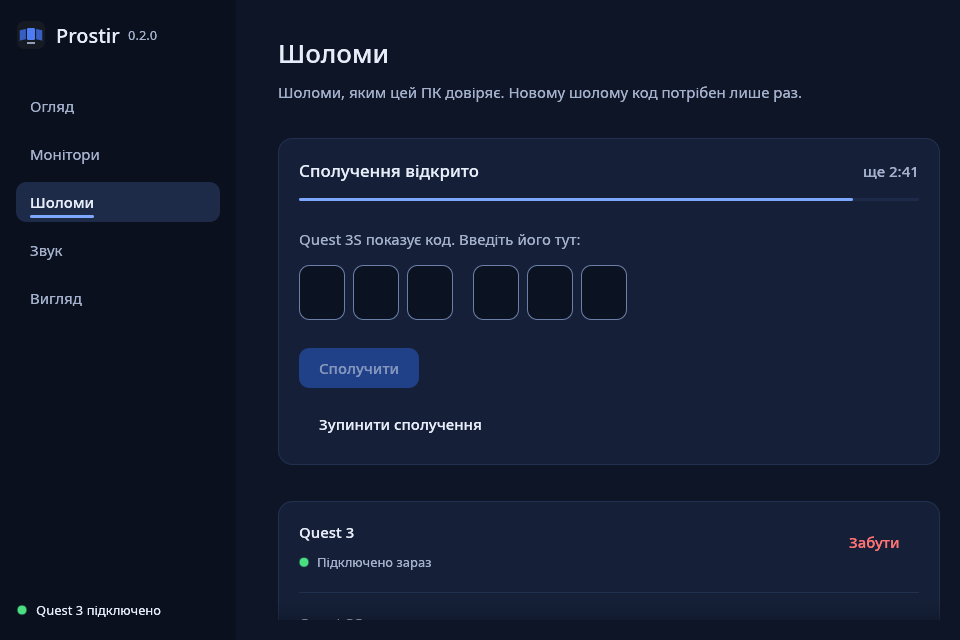 Prostir 0.2.0
Огляд
Монітори
Шоломи
Звук
Вигляд
Quest 3 підключено
Шоломи
Шоломи, яким цей ПК довіряє. Новому шолому код потрібен лише раз.
Сполучення відкрито
ще 2:41
Quest 3S показує код. Введіть його тут:
Сполучити
Зупинити сполучення
Quest 3
Підключено зараз
Забути